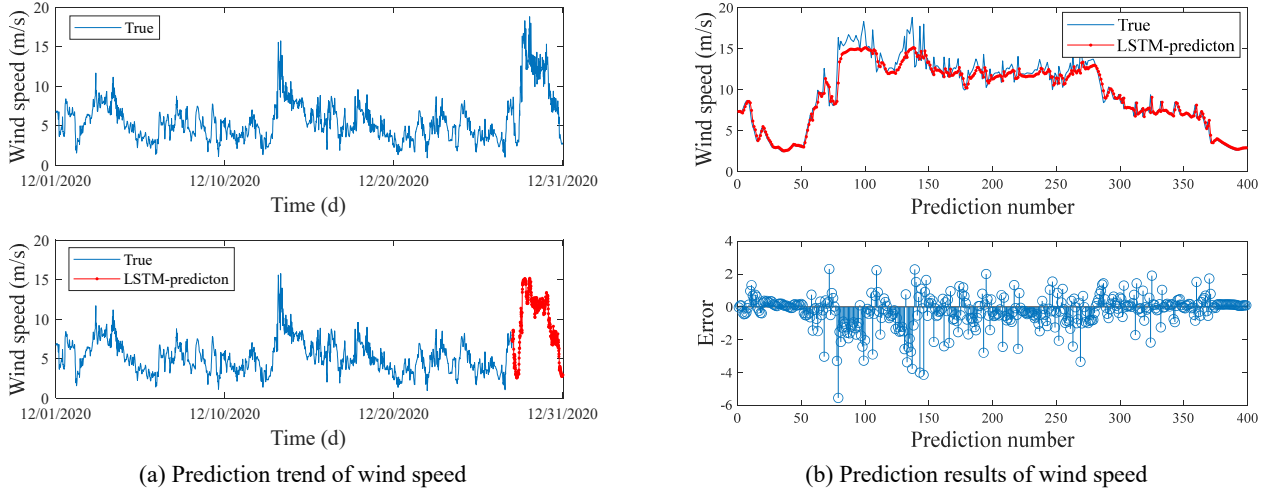 20
15
10
5
0
Wind speed (m/s)
True
12/01/2020 12/10/2020 12/20/2020 12/31/2020
Time (d)
20
15
10
5
0
Wind speed (m/s)
True
LSTM-predicton
12/01/2020 12/10/2020 12/20/2020 12/31/2020
Time (d)
(a) Prediction trend of wind speed
20
15
10
5
0
Wind speed (m/s)
True
LSTM-predicton
0 50 100 150 200 250 300 350 400
Prediction number
4
2
0
-2
-4
-6
Error
0 50 100 150 200 250 300 350 400
Prediction number
(b) Prediction results of wind speed